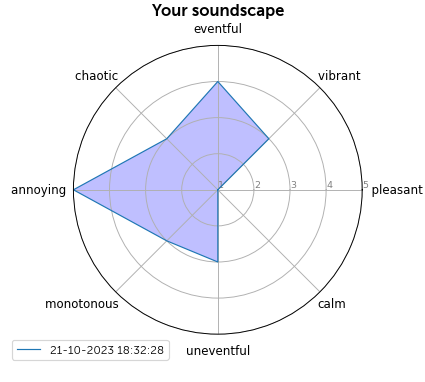 Your soundscape
eventful
chaotic
vibrant
annoying
1
2
3
4
5
pleasant
monotonous
calm
uneventful
21-10-2023 18:32:28